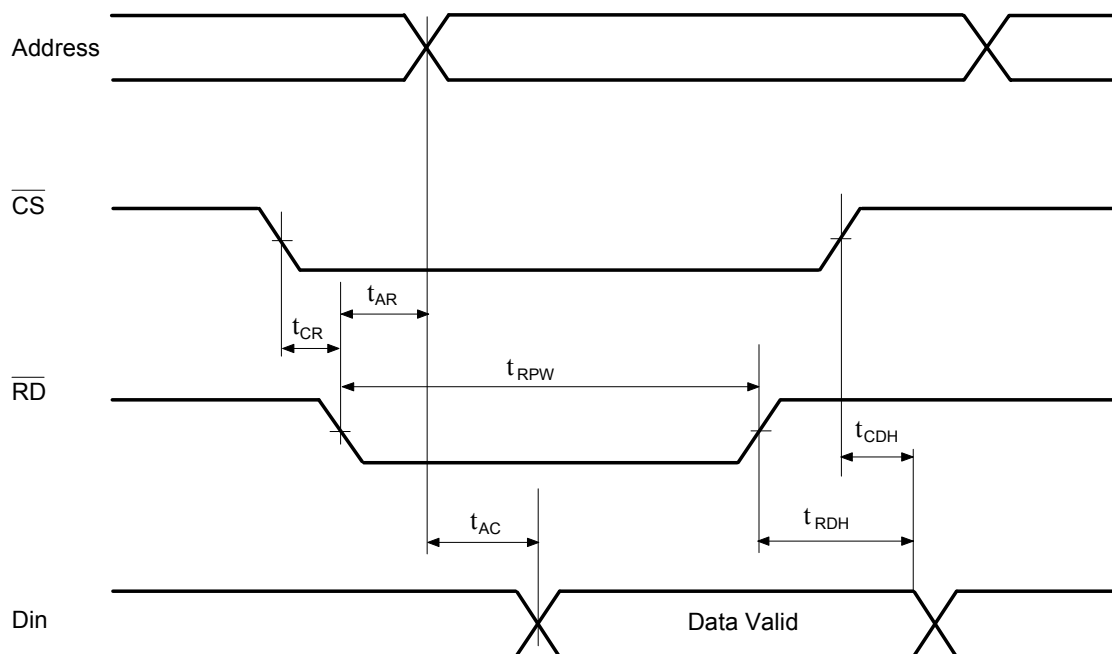 Address
CS
tAR
tCR
tRPW
RD
tCDH
tRDH
tAC
Din
Data Valid